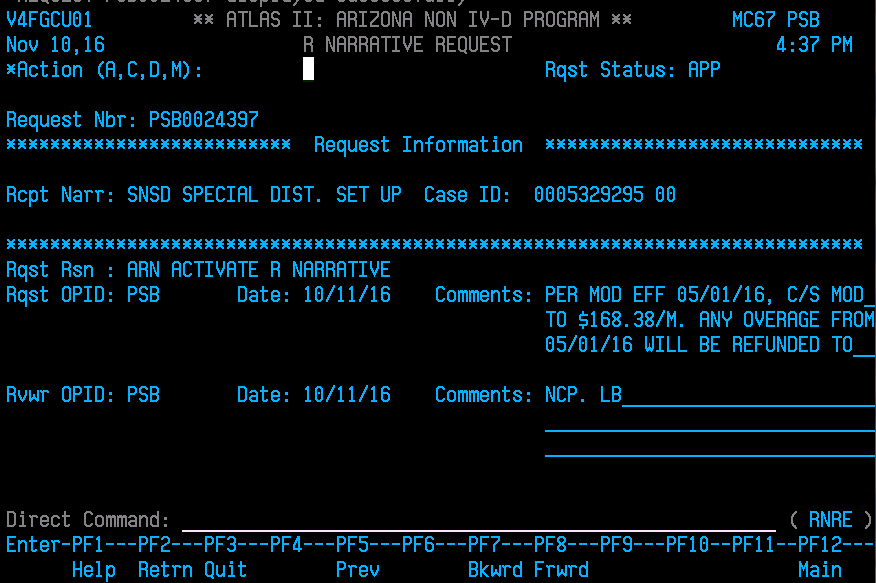 V4FGCU01 ** ATLAS II: ARIZONA NON IV-D PROGRAM ** MC67 PSB
Nov 10,16 R NARRATIVE REQUEST 4:37 PM
*Action (A,C,D,M): Rqst Status: APP
Request Nbr: PSB0024397
************************** Request Information *****************************
Rcpt Narr: SNSD SPECIAL DIST. SET UP Case ID: 0005329295 00
******************************************************************************
Rqst Rsn : ARN ACTIVATE R NARRATIVE
Rqst OPID: PSB Date: 10/11/16 Comments: PER MOD EFF 05/01/16, C/S MOD_
TO $168.38/M. ANY OVERAGE FROM
05/01/16 WILL BE REFUNDED TO__
Rvwr OPID: PSB Date: 10/11/16 Comments: NCP. LB
Direct Command: ( RNRE )
Enter-PF1---PF2---PF3---PF4---PF5---PF6---PF7---PF8---PF9---PF10--PF11--PF12---
Help Retrn Quit Prev Bkwrd Frwrd Main